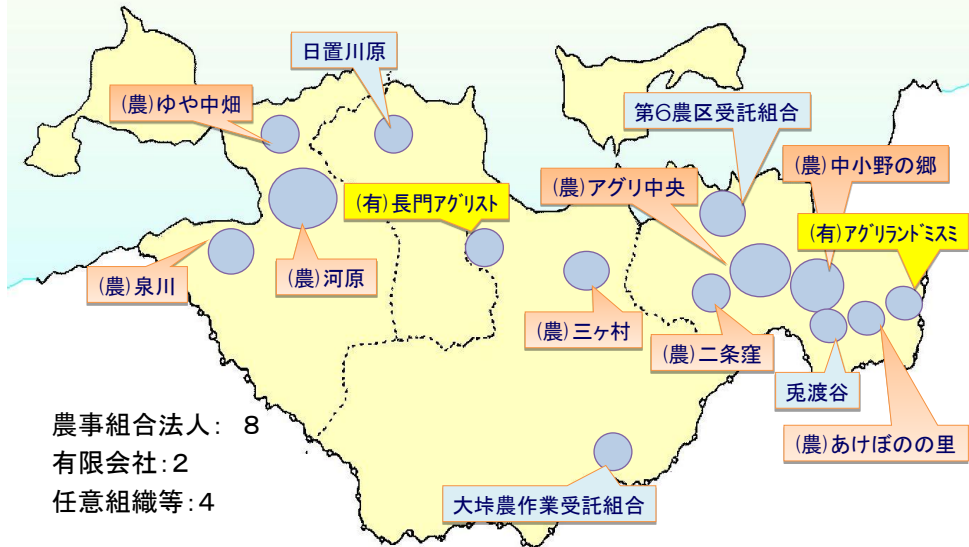 日置川原
(農)ゆや中畑
第6農区受託組合
(農)中小野の郷
(農)アグリ中央
(有)長門アグリスト
(有)アグリランドミスミ
(農)泉川
(農)河原
(農)三ヶ村
(農)二条窪
兎渡谷
(農)あけぼのの里
大垰農作業受託組合
農事組合法人: 8
有限会社:2
任意組織等:4